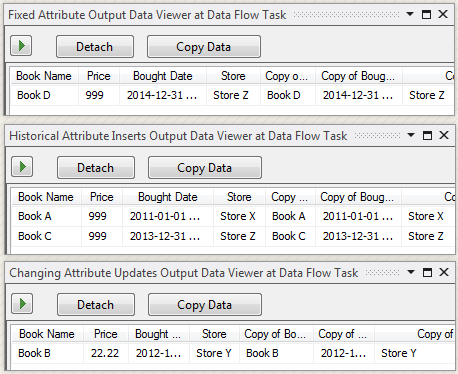 Fixed Attribute Output Data Viewer at Data Flow Task
Detach Copy Data
Book Name Price Bought Date Store Copy o... Copy of Boug... Co
Book D 999 2014-12-31 ... Store Z Book D 2014-12-31 ... Store Z
Historical Attribute Inserts Output Data Viewer at Data Flow Task
Detach Copy Data
Book Name Price Bought Date Store Copy ... Copy of Boug... Co
Book A 999 2011-01-01 ... Store X Book A 2011-01-01 ... Store X
Book C 999 2013-12-31 ... Store Z Book C 2013-12-31 ... Store Z
Changing Attribute Updates Output Data Viewer at Data Flow Task
Detach Copy Data
Book Name Price Bought ... Store Copy of Bo... Copy of ... Copy of
Book B 22.22 2012-1... Store Y Book B 2012-1... Store Y